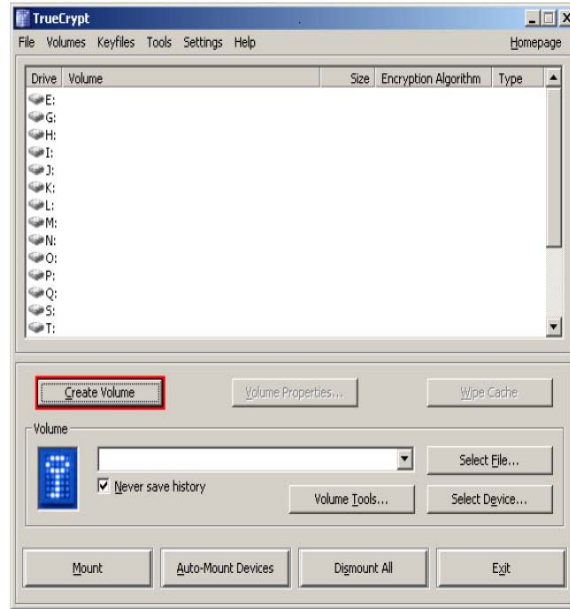 TrueCrypt
File Volumes Keyfiles Tools Settings Help Homepage
Drive Volume Size Encryption Algorithm Type
E:
G:
H:
I:
J:
K:
L:
M:
N:
O:
P:
Q:
S:
T:
Create Volume Volume Properties... Wipe Cache
Volume
Select File...
Never save history
Volume Tools... Select Device...
Mount Auto-Mount Devices Dismount All Exit